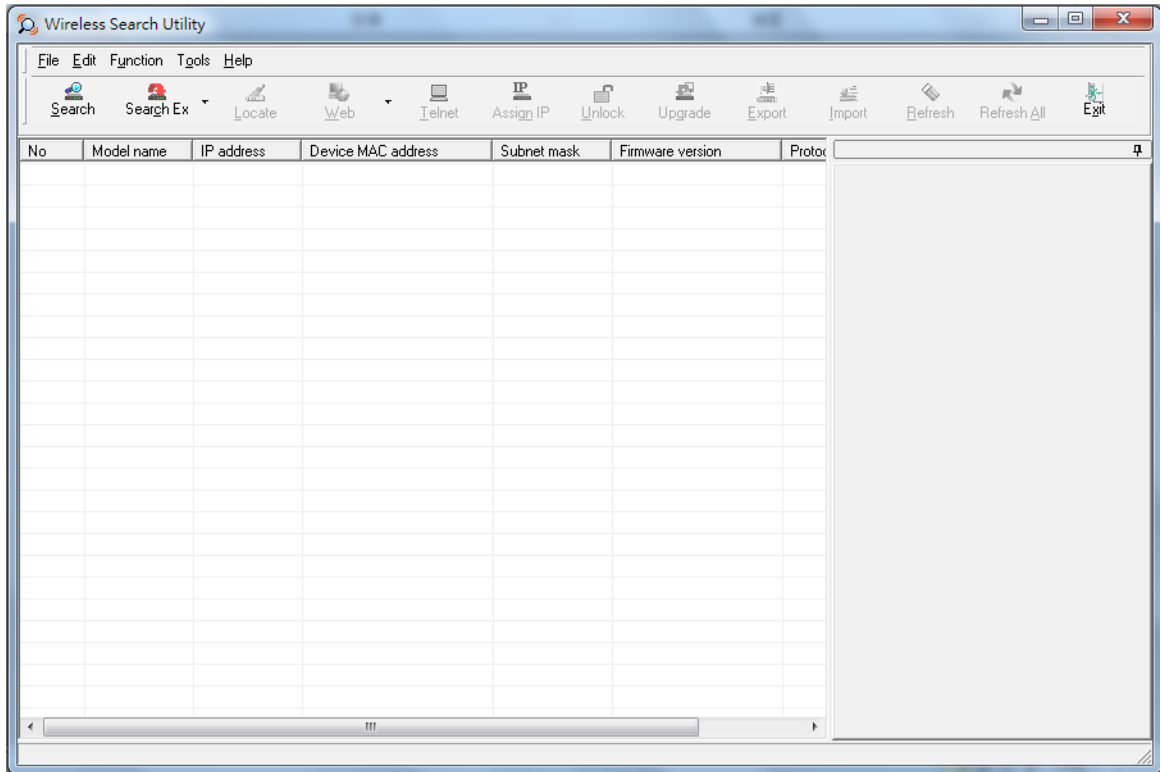 Wireless Search Utility
File Edit Function Tools Help
Search Search Ex Locate Web Telnet Assign IP Unlock Upgrade Export Import Refresh Refresh All Exit
No Model name IP address Device MAC address Subnet mask Firmware version Protoc